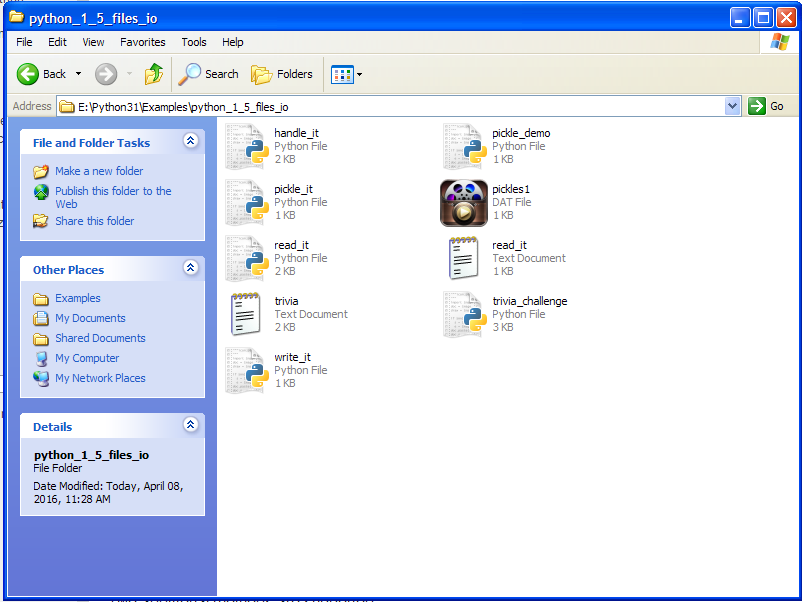 python_1_5_files_io
File Edit View Favorites Tools Help
Back Search Folders
Address E:\Python31\Examples\python_1_5_files_io Go
File and Folder Tasks
Make a new folder
Publish this folder to the
Web
Share this folder
Other Places
Examples
My Documents
Shared Documents
My Computer
My Network Places
Details
python_1_5_files_io
File Folder
Date Modified: Today, April 08,
2016, 11:28 AM
handle_it
Python File
2 KB
pickle_demo
Python File
1 KB
pickle_it
Python File
1 KB
pickles1
DAT File
1 KB
read_it
Python File
2 KB
read_it
Text Document
1 KB
trivia
Text Document
2 KB
trivia_challenge
Python File
3 KB
write_it
Python File
1 KB